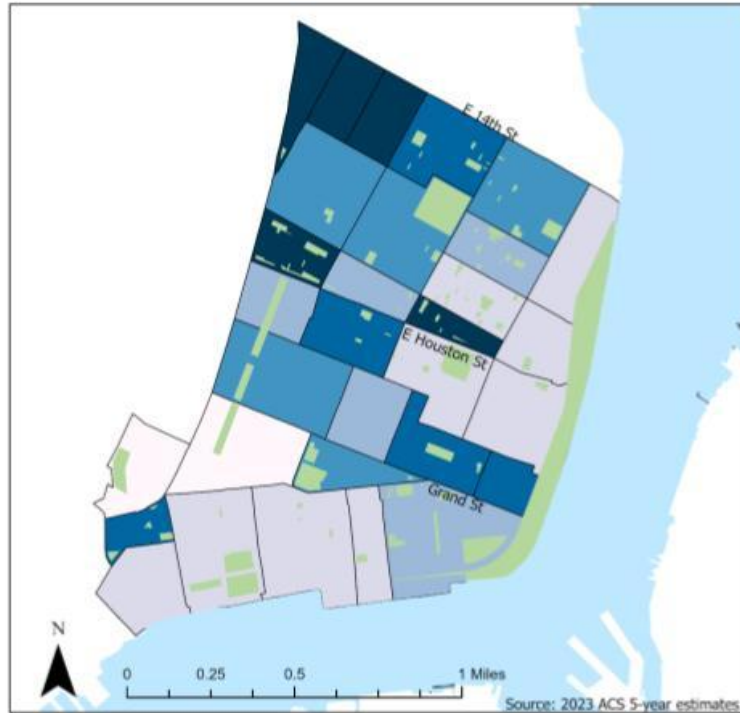 E 14th St
E Houston St
Grand St
N
0 0.25 0.5 1 Miles
Source: 2023 ACS 5-year estimates